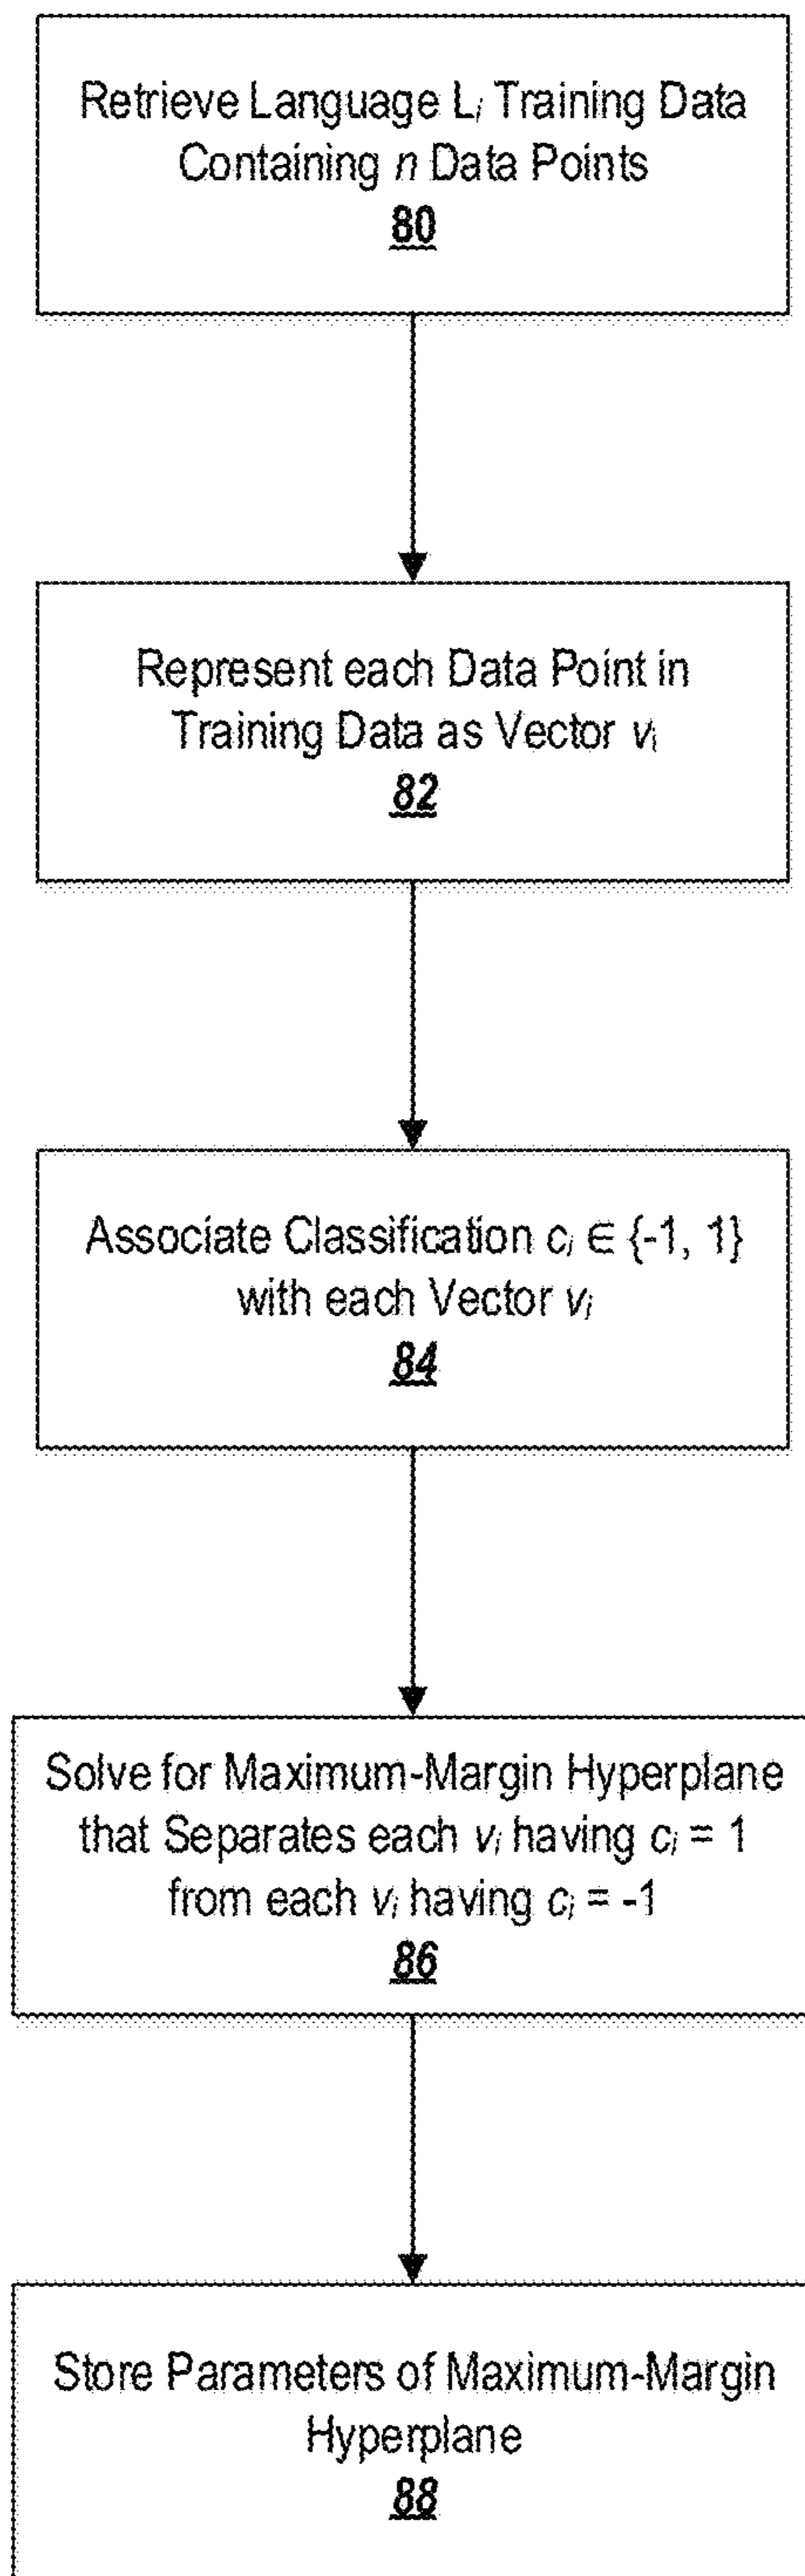 Retrieve Language Li Training Data
Containing n Data Points
80
Represent each Data Point in
Training Data as Vector vi
82
Associate Classification ci ∈ {-1, 1}
with each Vector vi
84
Solve for Maximum-Margin Hyperplane
that Separates each vi having ci = 1
from each vi having ci = -1
86
Store Parameters of Maximum-Margin
Hyperplane
88